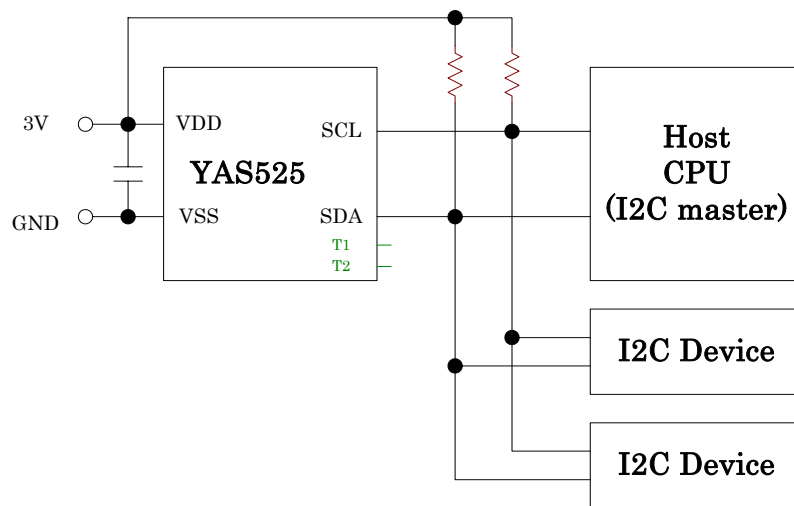 3V
GND
VDD
VSS
YAS525
SCL
SDA
T1
T2
Host
CPU
(I2C master)
I2C Device
I2C Device